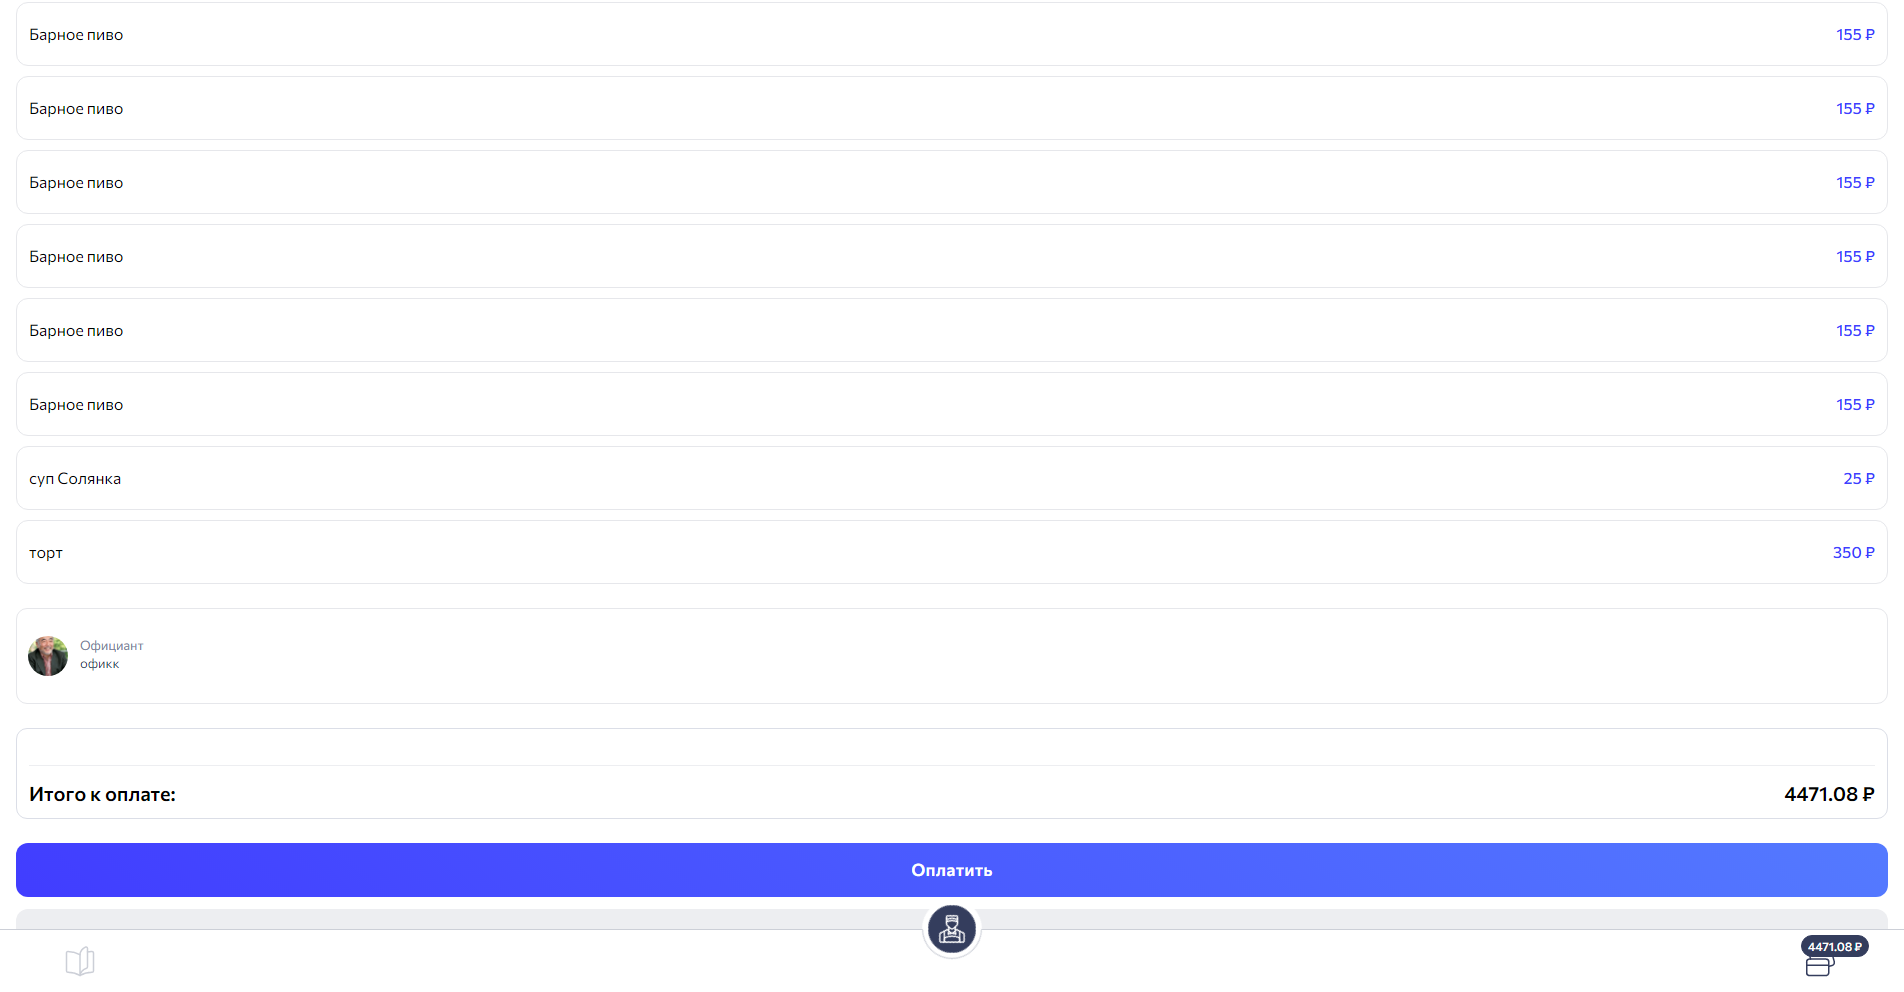 Барное пиво 155 ₽
Барное пиво 155 ₽
Барное пиво 155 ₽
Барное пиво 155 ₽
Барное пиво 155 ₽
Барное пиво 155 ₽
суп Солянка 25 ₽
торт 350 ₽
Официант
офикк
Итого к оплате: 4471.08 ₽
Оплатить
4471.08 ₽